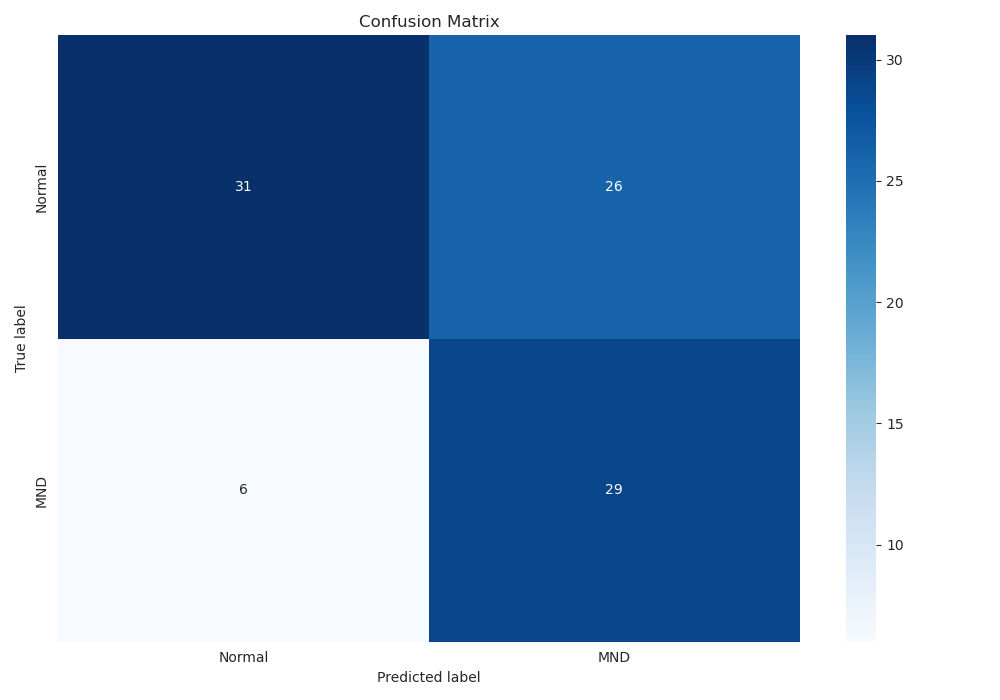 Confusion Matrix
True label
Normal
31
26
MND
6
29
Normal
MND
Predicted label
30
25
20
15
10